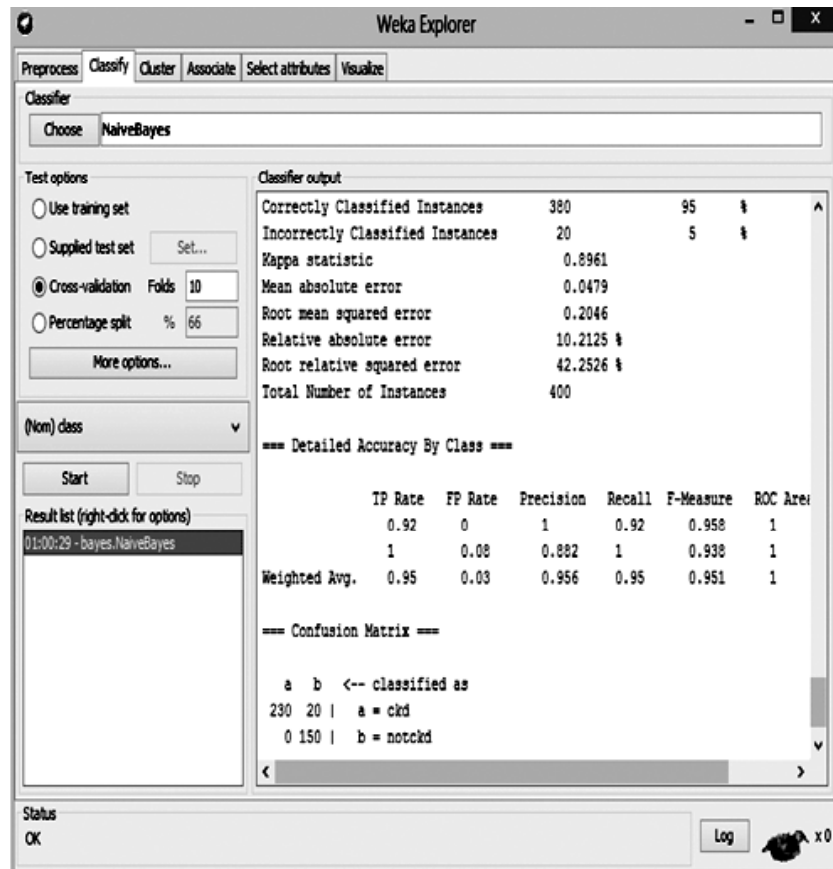 Weka Explorer
Preprocess Classify Cluster Associate Select attributes Visualize
Classifier
Choose NaiveBayes
Test options
Use training set
Supplied test set Set...
Cross-validation Folds 10
Percentage split % 66
More options...
(Nom) class
Start Stop
Result list (right-click for options)
01:00:29 - bayes.NaiveBayes
Classifier output
Correctly Classified Instances 380 95 %
Incorrectly Classified Instances 20 5 %
Kappa statistic 0.8961
Mean absolute error 0.0479
Root mean squared error 0.2046
Relative absolute error 10.2125 %
Root relative squared error 42.2526 %
Total Number of Instances 400
=== Detailed Accuracy By Class ===
TP Rate FP Rate Precision Recall F-Measure ROC Area
0.92 0 1 0.92 0.958 1
1 0.08 0.882 1 0.938 1
Weighted Avg. 0.95 0.03 0.956 0.95 0.951 1
=== Confusion Matrix ===
a b <-- classified as
230 20 | a = ckd
0 150 | b = notckd
Status
OK
Log x 0